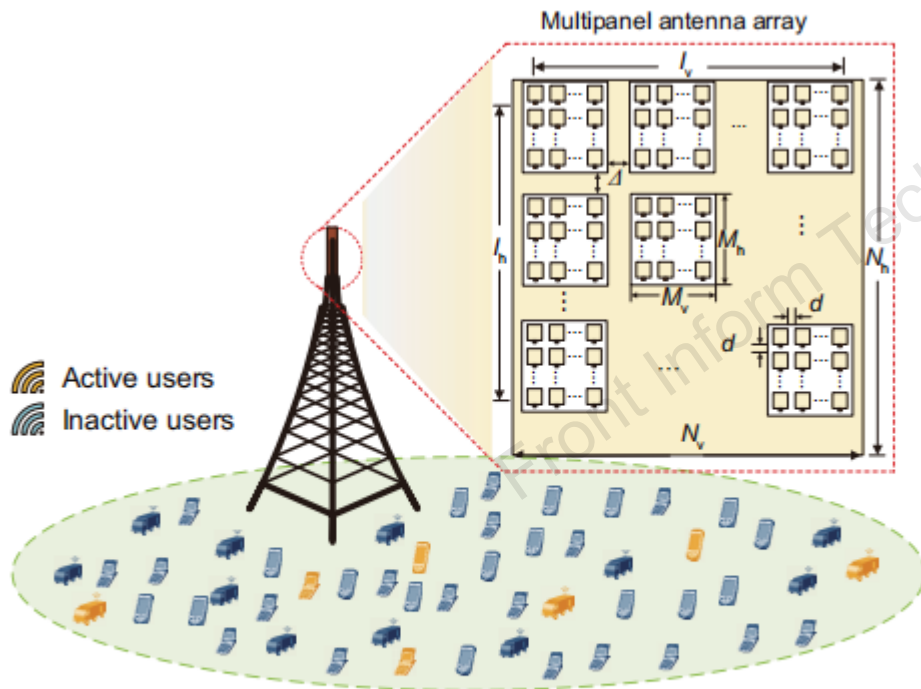 Multipanel antenna array
I_v
...
Δ
I_h
M_h
N_h
M_v
d
d
...
N_v
Active users
Inactive users
Front Inform Tech